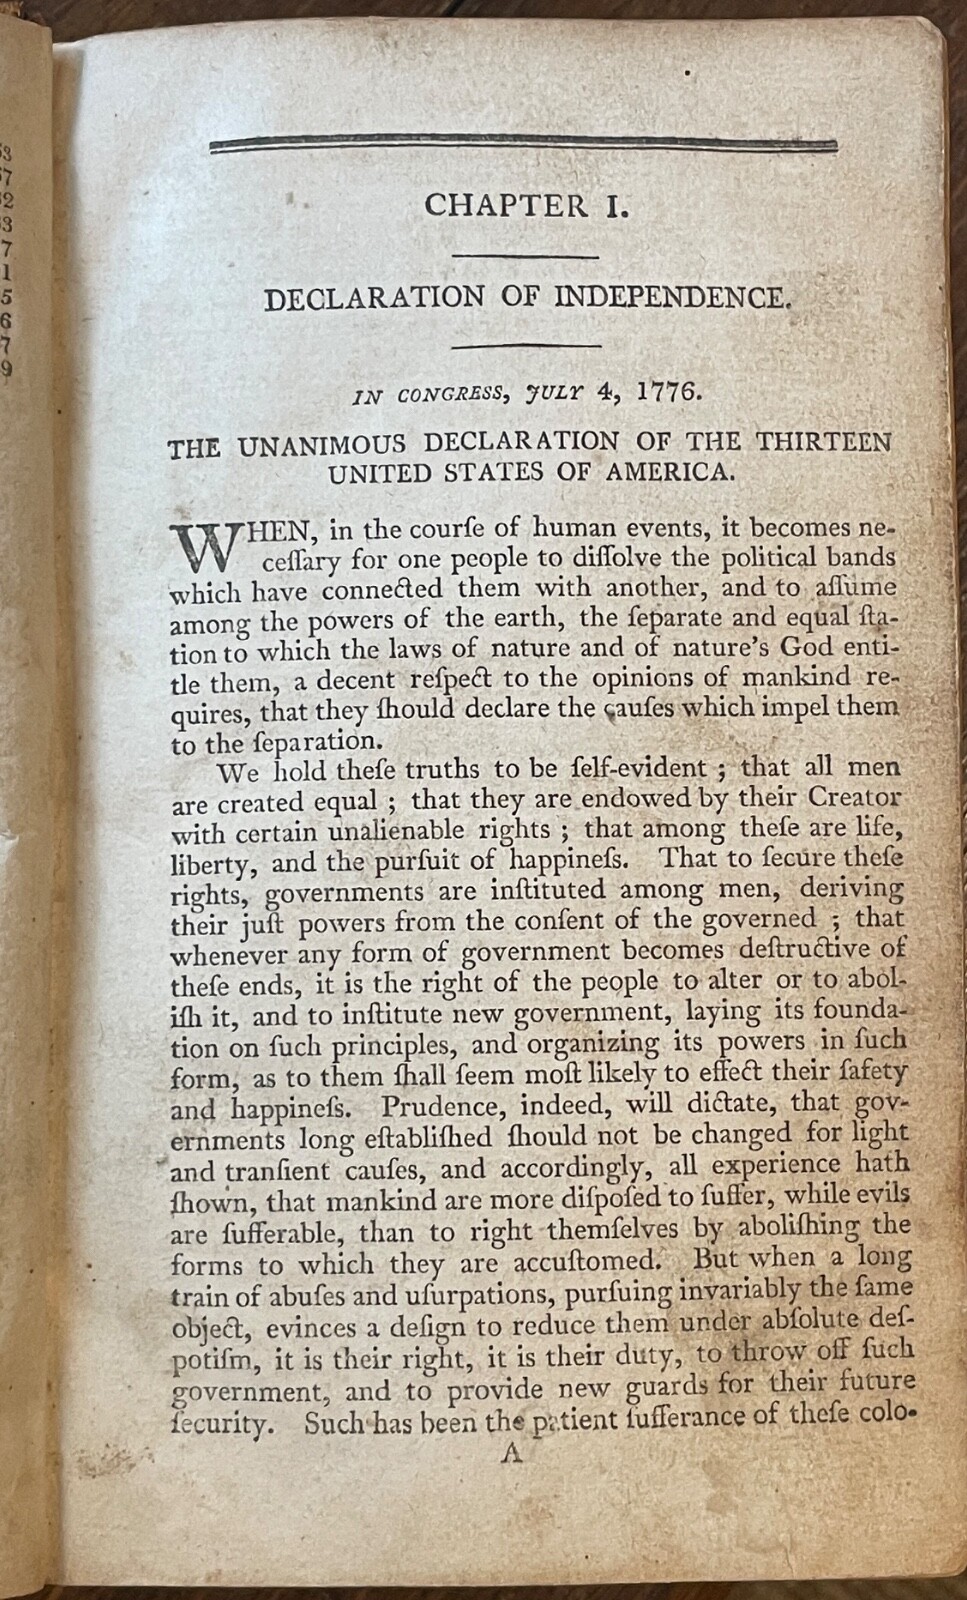 53
57
62
63
7
1
5
6
7
9
CHAPTER I.
DECLARATION OF INDEPENDENCE.
IN CONGRESS, JULY 4, 1776.
THE UNANIMOUS DECLARATION OF THE THIRTEEN
UNITED STATES OF AMERICA.
WHEN, in the courſe of human events, it becomes ne-
ceſſary for one people to diſſolve the political bands
which have connected them with another, and to aſſume
among the powers of the earth, the ſeparate and equal ſta-
tion to which the laws of nature and of nature's God enti-
tle them, a decent reſpect to the opinions of mankind re-
quires, that they ſhould declare the cauſes which impel them
to the ſeparation.
We hold theſe truths to be ſelf-evident ; that all men
are created equal ; that they are endowed by their Creator
with certain unalienable rights ; that among theſe are life,
liberty, and the purſuit of happineſs. That to ſecure theſe
rights, governments are inſtituted among men, deriving
their juſt powers from the conſent of the governed ; that
whenever any form of government becomes deſtructive of
theſe ends, it is the right of the people to alter or to abol-
iſh it, and to inſtitute new government, laying its founda-
tion on ſuch principles, and organizing its powers in ſuch
form, as to them ſhall ſeem moſt likely to effect their ſafety
and happineſs. Prudence, indeed, will dictate, that gov-
ernments long eſtabliſhed ſhould not be changed for light
and tranſient cauſes, and accordingly, all experience hath
ſhown, that mankind are more diſpoſed to ſuffer, while evils
are ſufferable, than to right themſelves by aboliſhing the
forms to which they are accuſtomed. But when a long
train of abuſes and uſurpations, purſuing invariably the ſame
object, evinces a deſign to reduce them under abſolute deſ-
potiſm, it is their right, it is their duty, to throw off ſuch
government, and to provide new guards for their future
ſecurity. Such has been the patient ſufferance of theſe colo-
A